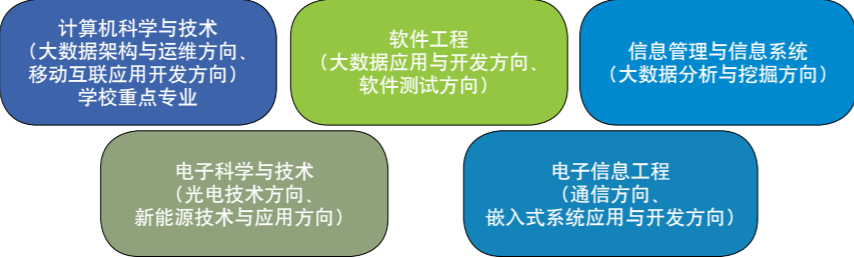 计算机科学与技术
（大数据架构与运维方向、
移动互联应用开发方向）
学校重点专业
软件工程
（大数据应用与开发方向、
软件测试方向）
信息管理与信息系统
（大数据分析与挖掘方向）
电子科学与技术
（光电技术方向、
新能源技术与应用方向）
电子信息工程
（通信方向、
嵌入式系统应用与开发方向）